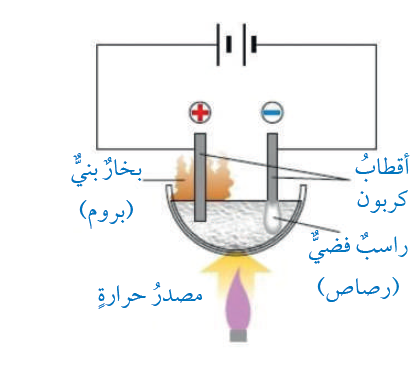 +
−
أقطابُ
كربون
بخارٌ بنيٌّ
(بروم)
راسبٌ فضيٌّ
(رصاص)
مصدرُ حرارةٍ